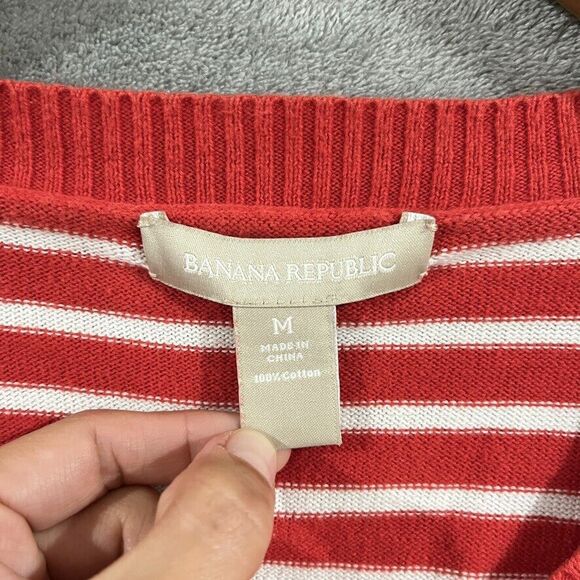 BANANA REPUBLIC
M
MADE IN
CHINA
100% Cotton